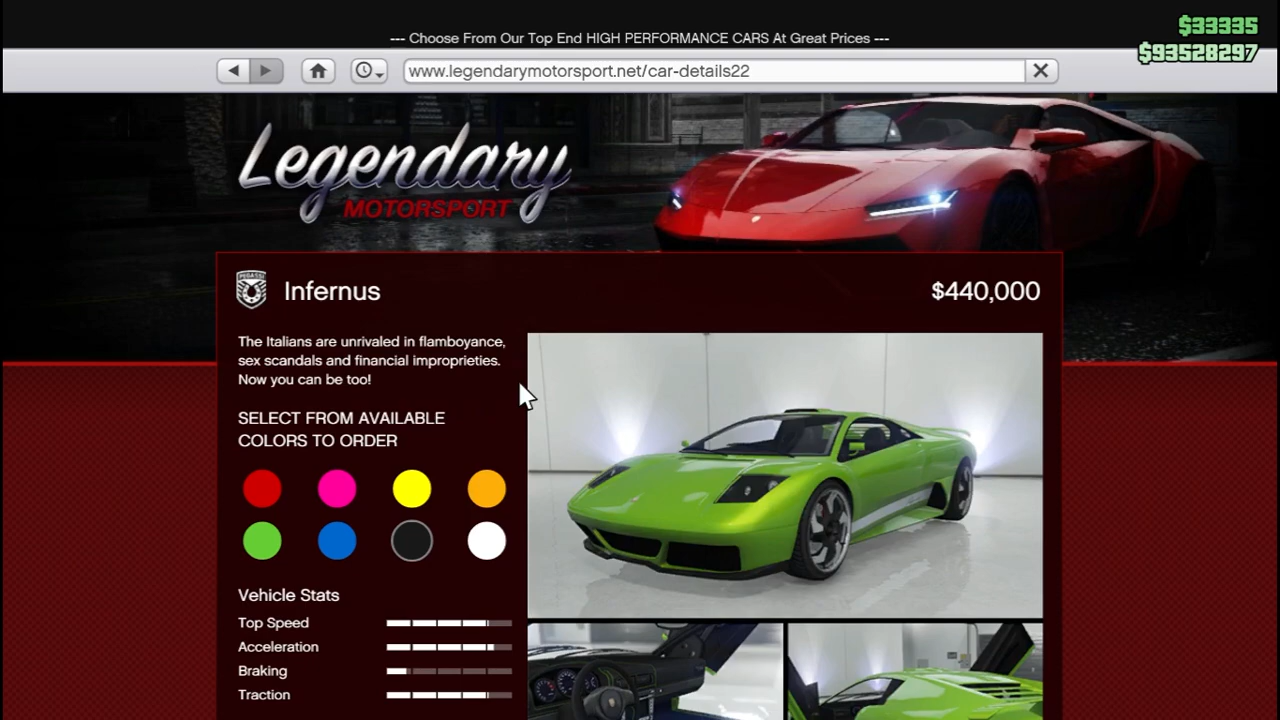 $33335
--- Choose From Our Top End HIGH PERFORMANCE CARS At Great Prices ---
$93528297
www.legendarymotorsport.net/car-details22
Legendary
MOTORSPORT
PEGASSI
Infernus
$440,000
The Italians are unrivaled in flamboyance,
sex scandals and financial improprieties.
Now you can be too!
SELECT FROM AVAILABLE
COLORS TO ORDER
Vehicle Stats
Top Speed
Acceleration
Braking
Traction